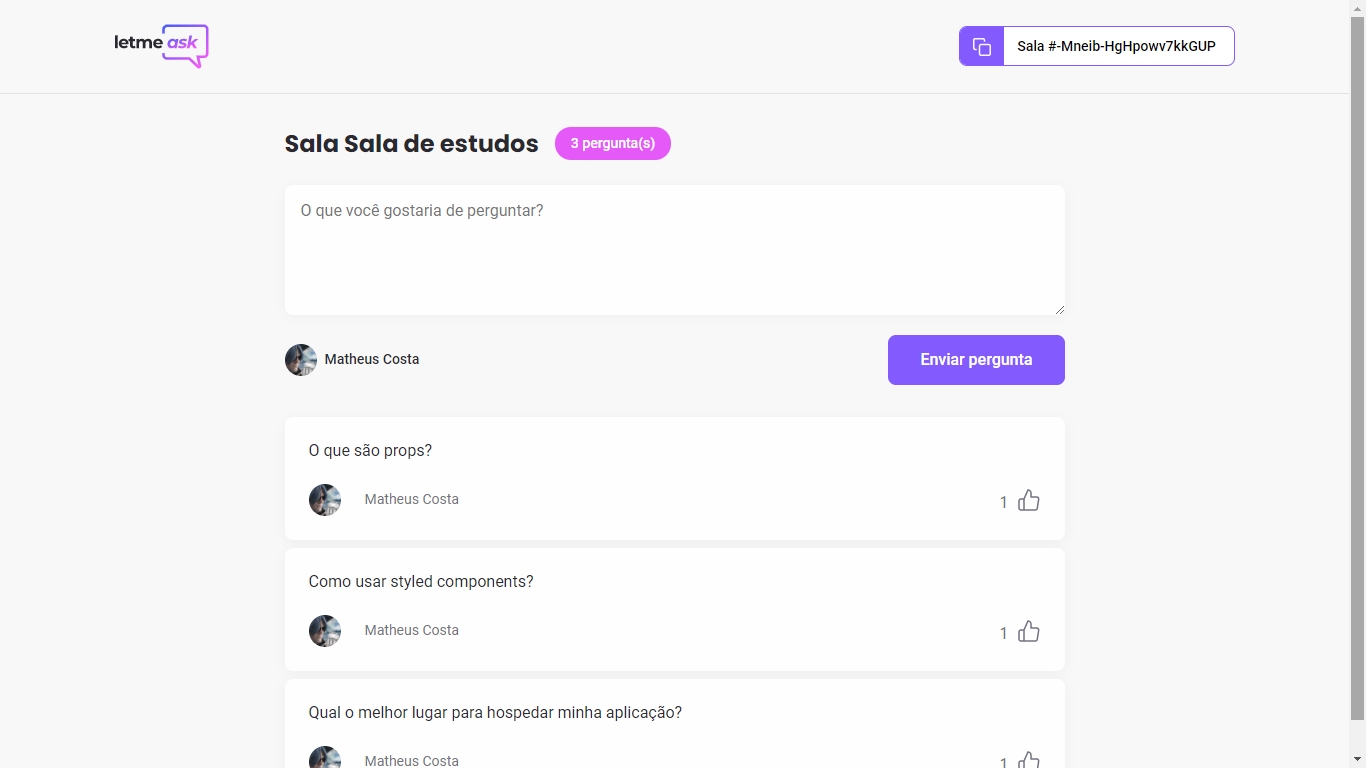 letme ask
Sala #-Mneib-HgHpowv7kkGUP
Sala Sala de estudos
3 pergunta(s)
O que você gostaria de perguntar?
Matheus Costa
Enviar pergunta
O que são props?
Matheus Costa
1
Como usar styled components?
Matheus Costa
1
Qual o melhor lugar para hospedar minha aplicação?
Matheus Costa
1